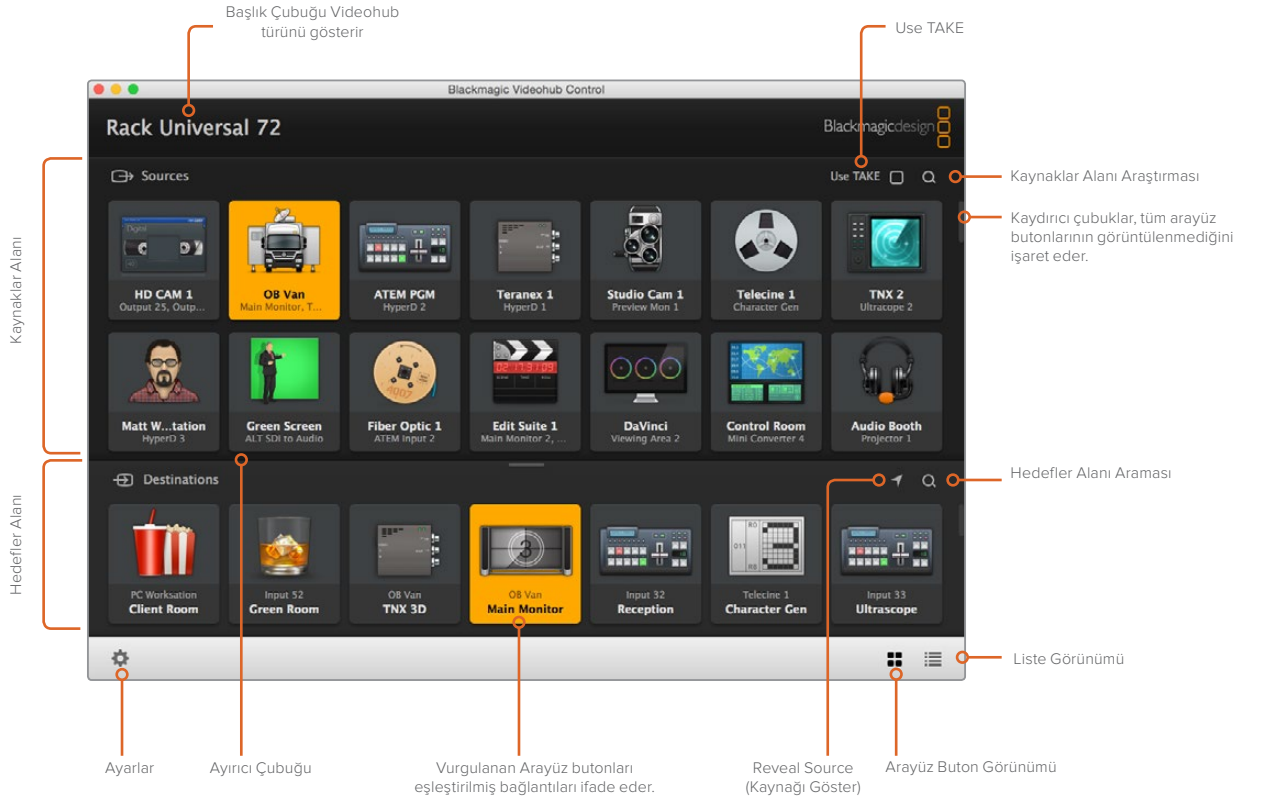 Başlık Çubuğu Videohub
türünü gösterir
Use TAKE
Blackmagic Videohub Control
Rack Universal 72
Blackmagicdesign
Kaynaklar Alanı
Sources
Use TAKE
Kaynaklar Alanı Araştırması
Kaydırıcı çubuklar, tüm arayüz
butonlarının görüntülenmediğini
işaret eder.
Digital
HD CAM 1
Output 25, Outp...
OB Van
Main Monitor, T...
ATEM PGM
HyperD 2
Teranex 1
HyperD 1
Studio Cam 1
Preview Mon 1
Telecine 1
Character Gen
TNX 2
Ultracope 2
Matt W...tation
HyperD 3
Green Screen
ALT SDI to Audio
A007
Fiber Optic 1
ATEM Input 2
Edit Suite 1
Main Monitor 2, ...
DaVinci
Viewing Area 2
Control Room
Mini Converter 4
Audio Booth
Projector 1
Hedefler Alanı
Destinations
Hedefler Alanı Araması
PC Worksation
Client Room
Input 52
Green Room
OB Van
TNX 3D
3
OB Van
Main Monitor
Input 32
Reception
R0
011
R0
Telecine 1
Character Gen
Input 33
Ultrascope
Liste Görünümü
Ayarlar
Ayırıcı Çubuğu
Vurgulanan Arayüz butonları
eşleştirilmiş bağlantıları ifade eder.
Reveal Source
(Kaynağı Göster)
Arayüz Buton Görünümü